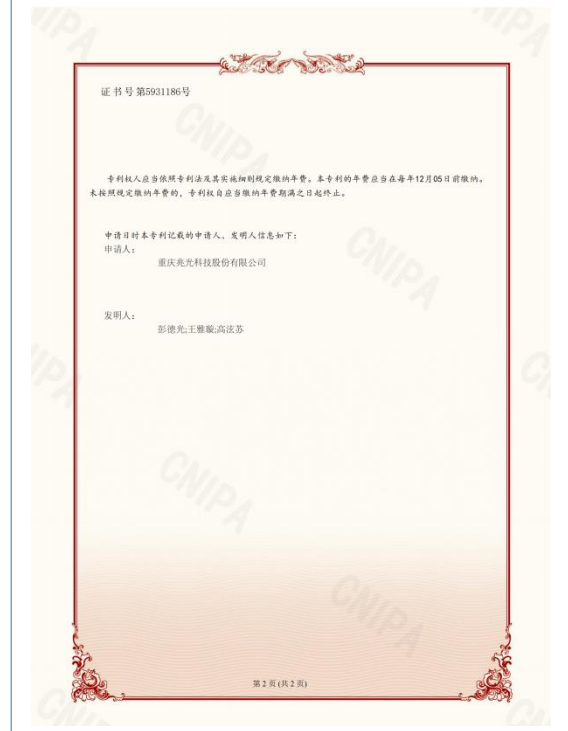 证书号第5931186号
专利权人应当依照专利法及其实施细则规定缴纳年费。本专利的年费应当在每年12月05日前缴纳。
未按照规定缴纳年费的，专利权自应当缴纳年费期满之日起终止。
申请日时本专利记载的申请人、发明人信息如下：
申请人：
重庆兆光科技股份有限公司
发明人：
彭德光;王雅璇;高泫苏
第 2 页 (共 2 页)
CNIPA
CNIPA
CNIPA
CNIPA